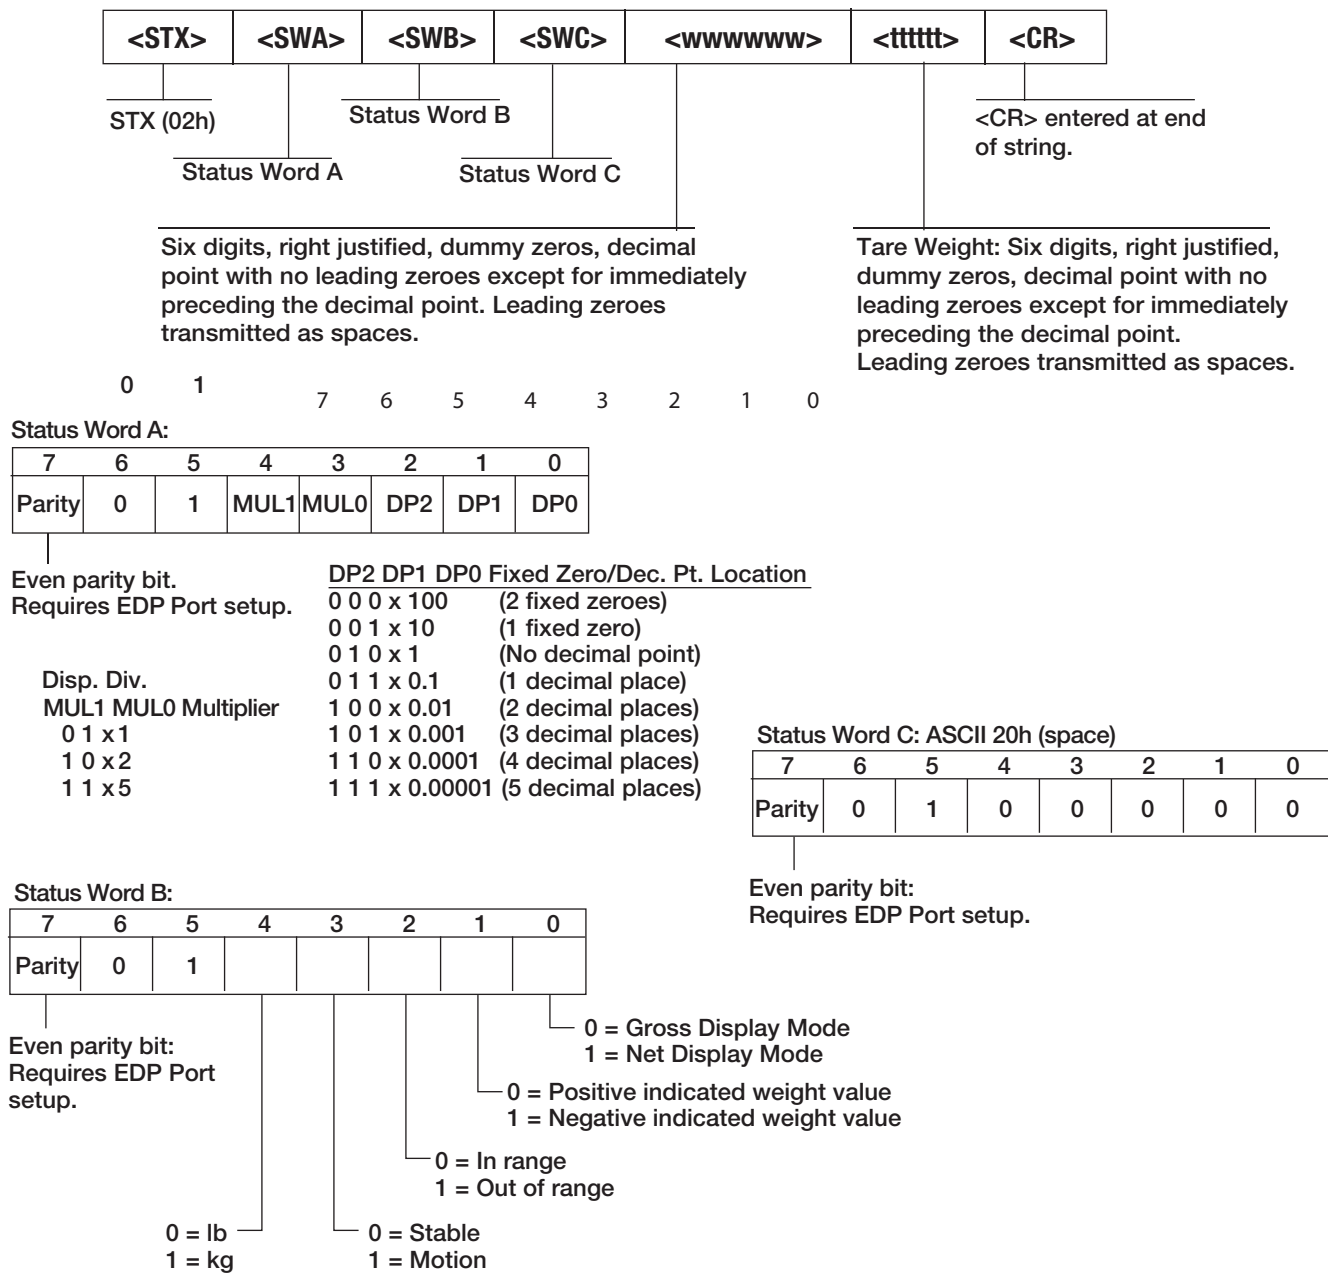 <STX> <SWA> <SWB> <SWC> <wwwwww> <tttttt> <CR>
STX (02h)
Status Word B
<CR> entered at end
of string.
Status Word A
Status Word C
Six digits, right justified, dummy zeros, decimal
point with no leading zeroes except for immediately
preceding the decimal point. Leading zeroes
transmitted as spaces.
Tare Weight: Six digits, right justified,
dummy zeros, decimal point with no
leading zeroes except for immediately
preceding the decimal point.
Leading zeroes transmitted as spaces.
0 1
7 6 5 4 3 2 1 0
Status Word A:
7 6 5 4 3 2 1 0
Parity 0 1 MUL1 MUL0 DP2 DP1 DP0
Even parity bit.
Requires EDP Port setup.
Disp. Div.
MUL1 MUL0 Multiplier
0 1 x 1
1 0 x 2
1 1 x 5
DP2 DP1 DP0 Fixed Zero/Dec. Pt. Location
0 0 0 x 100 (2 fixed zeroes)
0 0 1 x 10 (1 fixed zero)
0 1 0 x 1 (No decimal point)
0 1 1 x 0.1 (1 decimal place)
1 0 0 x 0.01 (2 decimal places)
1 0 1 x 0.001 (3 decimal places)
1 1 0 x 0.0001 (4 decimal places)
1 1 1 x 0.00001 (5 decimal places)
Status Word C: ASCII 20h (space)
7 6 5 4 3 2 1 0
Parity 0 1 0 0 0 0 0
Even parity bit:
Requires EDP Port setup.
Status Word B:
7 6 5 4 3 2 1 0
Parity 0 1
Even parity bit:
Requires EDP Port
setup.
0 = Gross Display Mode
1 = Net Display Mode
0 = Positive indicated weight value
1 = Negative indicated weight value
0 = In range
1 = Out of range
0 = lb
1 = kg
0 = Stable
1 = Motion